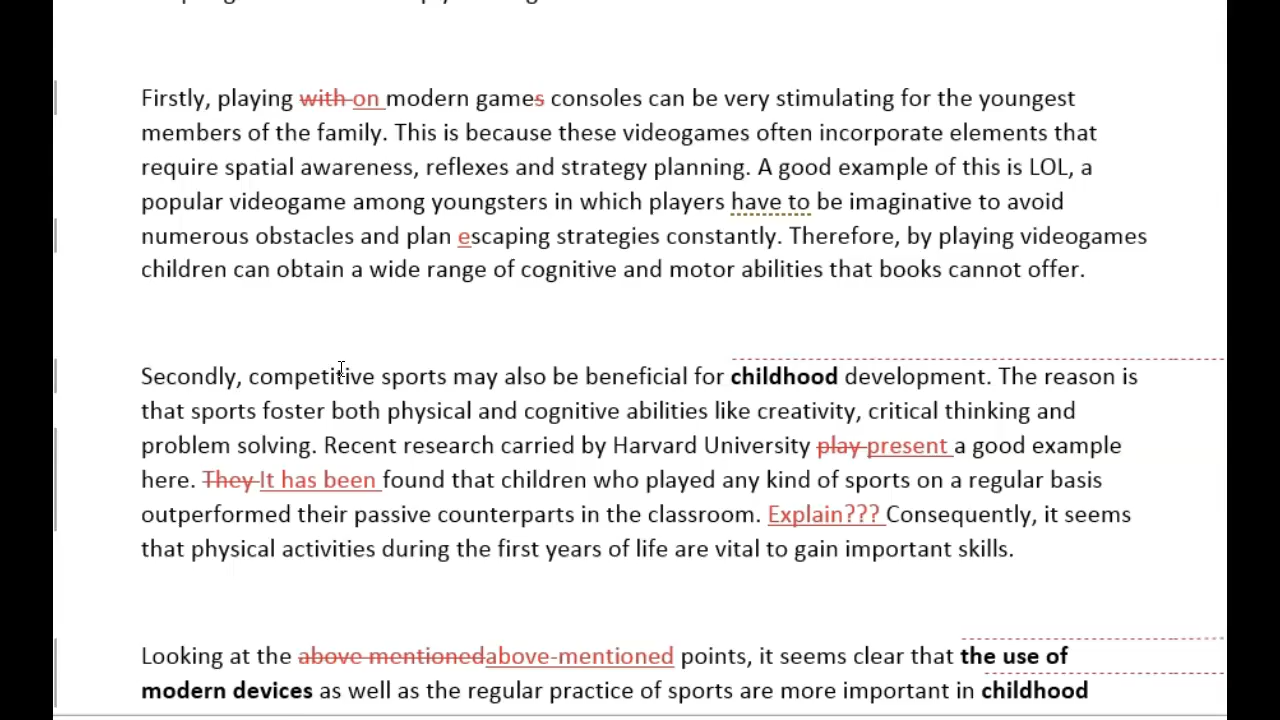 Firstly, playing with on modern games consoles can be very stimulating for the youngest
members of the family. This is because these videogames often incorporate elements that
require spatial awareness, reflexes and strategy planning. A good example of this is LOL, a
popular videogame among youngsters in which players have to be imaginative to avoid
numerous obstacles and plan escaping strategies constantly. Therefore, by playing videogames
children can obtain a wide range of cognitive and motor abilities that books cannot offer.
Secondly, competitive sports may also be beneficial for childhood development. The reason is
that sports foster both physical and cognitive abilities like creativity, critical thinking and
problem solving. Recent research carried by Harvard University play present a good example
here. They It has been found that children who played any kind of sports on a regular basis
outperformed their passive counterparts in the classroom. Explain??? Consequently, it seems
that physical activities during the first years of life are vital to gain important skills.
Looking at the above mentionedabove-mentioned points, it seems clear that the use of
modern devices as well as the regular practice of sports are more important in childhood